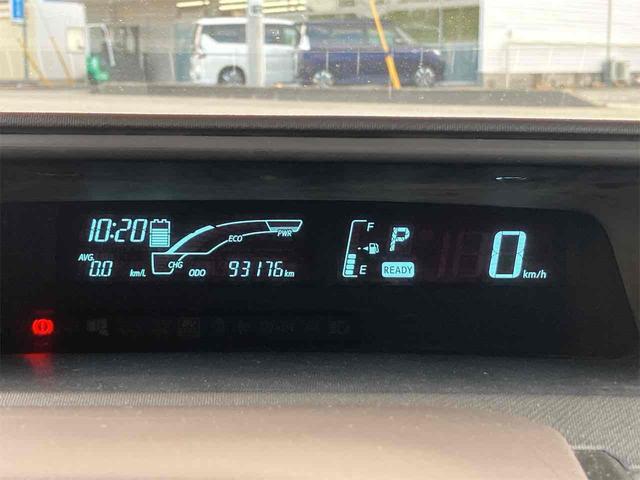 10:20
ECO
PWR
AVG
0.0 km/L
CHG
ODO 93176 km
F
E
P
READY
0 km/h